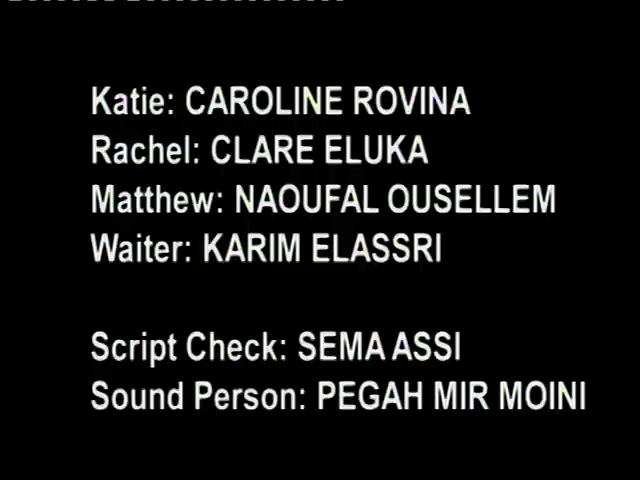 Katie: CAROLINE ROVINA
Rachel: CLARE ELUKA
Matthew: NAOUFAL OUSELLEM
Waiter: KARIM ELASSRI
Script Check: SEMA ASSI
Sound Person: PEGAH MIR MOINI